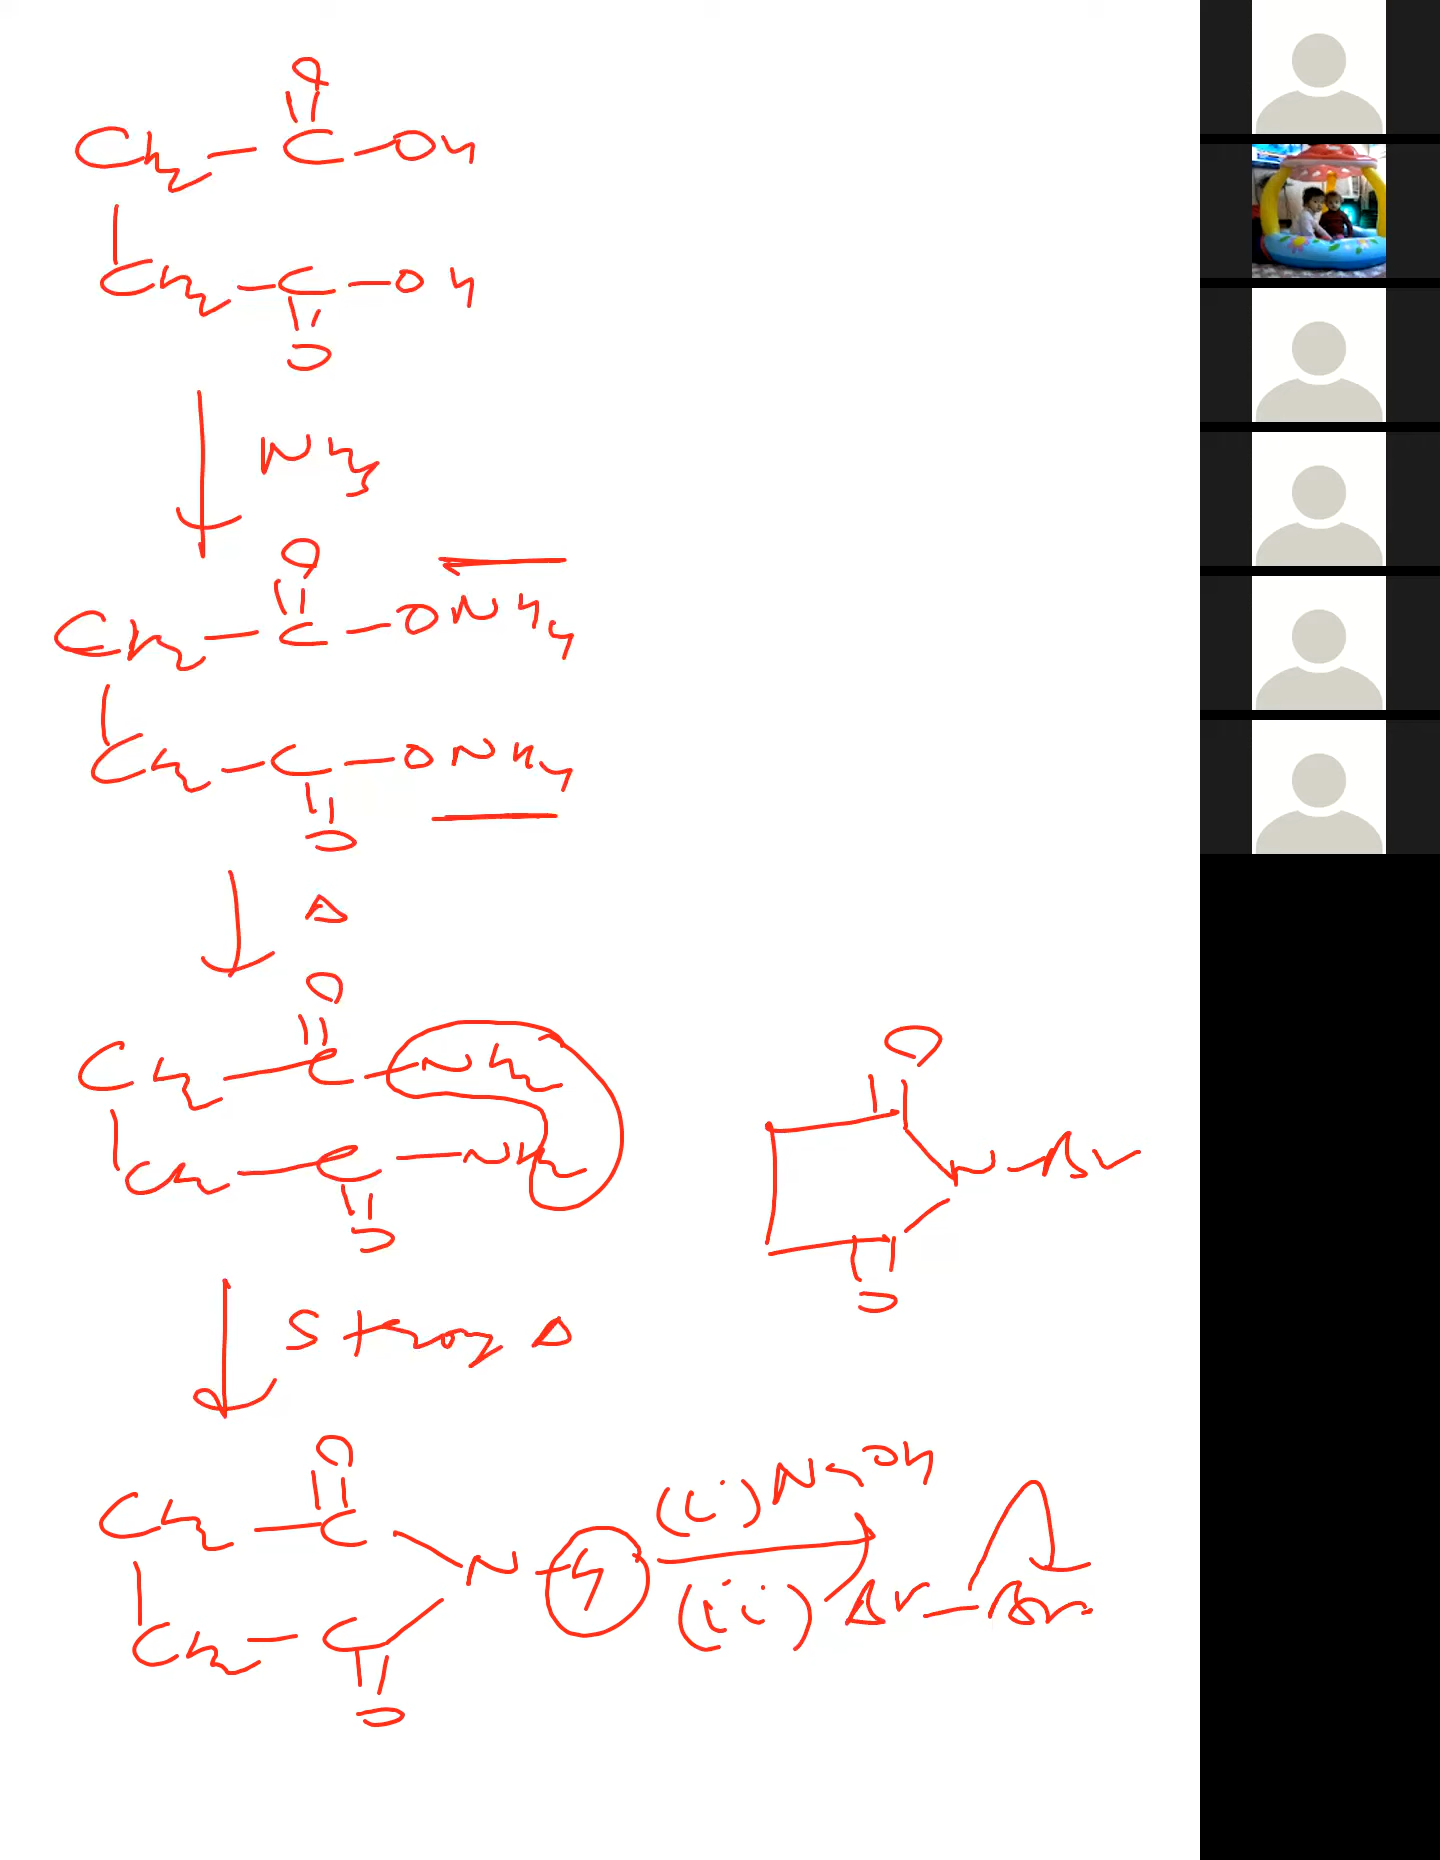 O
CH2 — C — OH
CH2 — C — OH
O
NH3
O
CH2 — C — ONH4
CH2 — C — ONH4
O
Δ
O
CH2 — C — NH2
CH2 — C — NH2
O
O
N — Br
O
Strong Δ
O
CH2 — C
N — H
(i) NaOH
(ii) Br — Br
CH2 — C
O